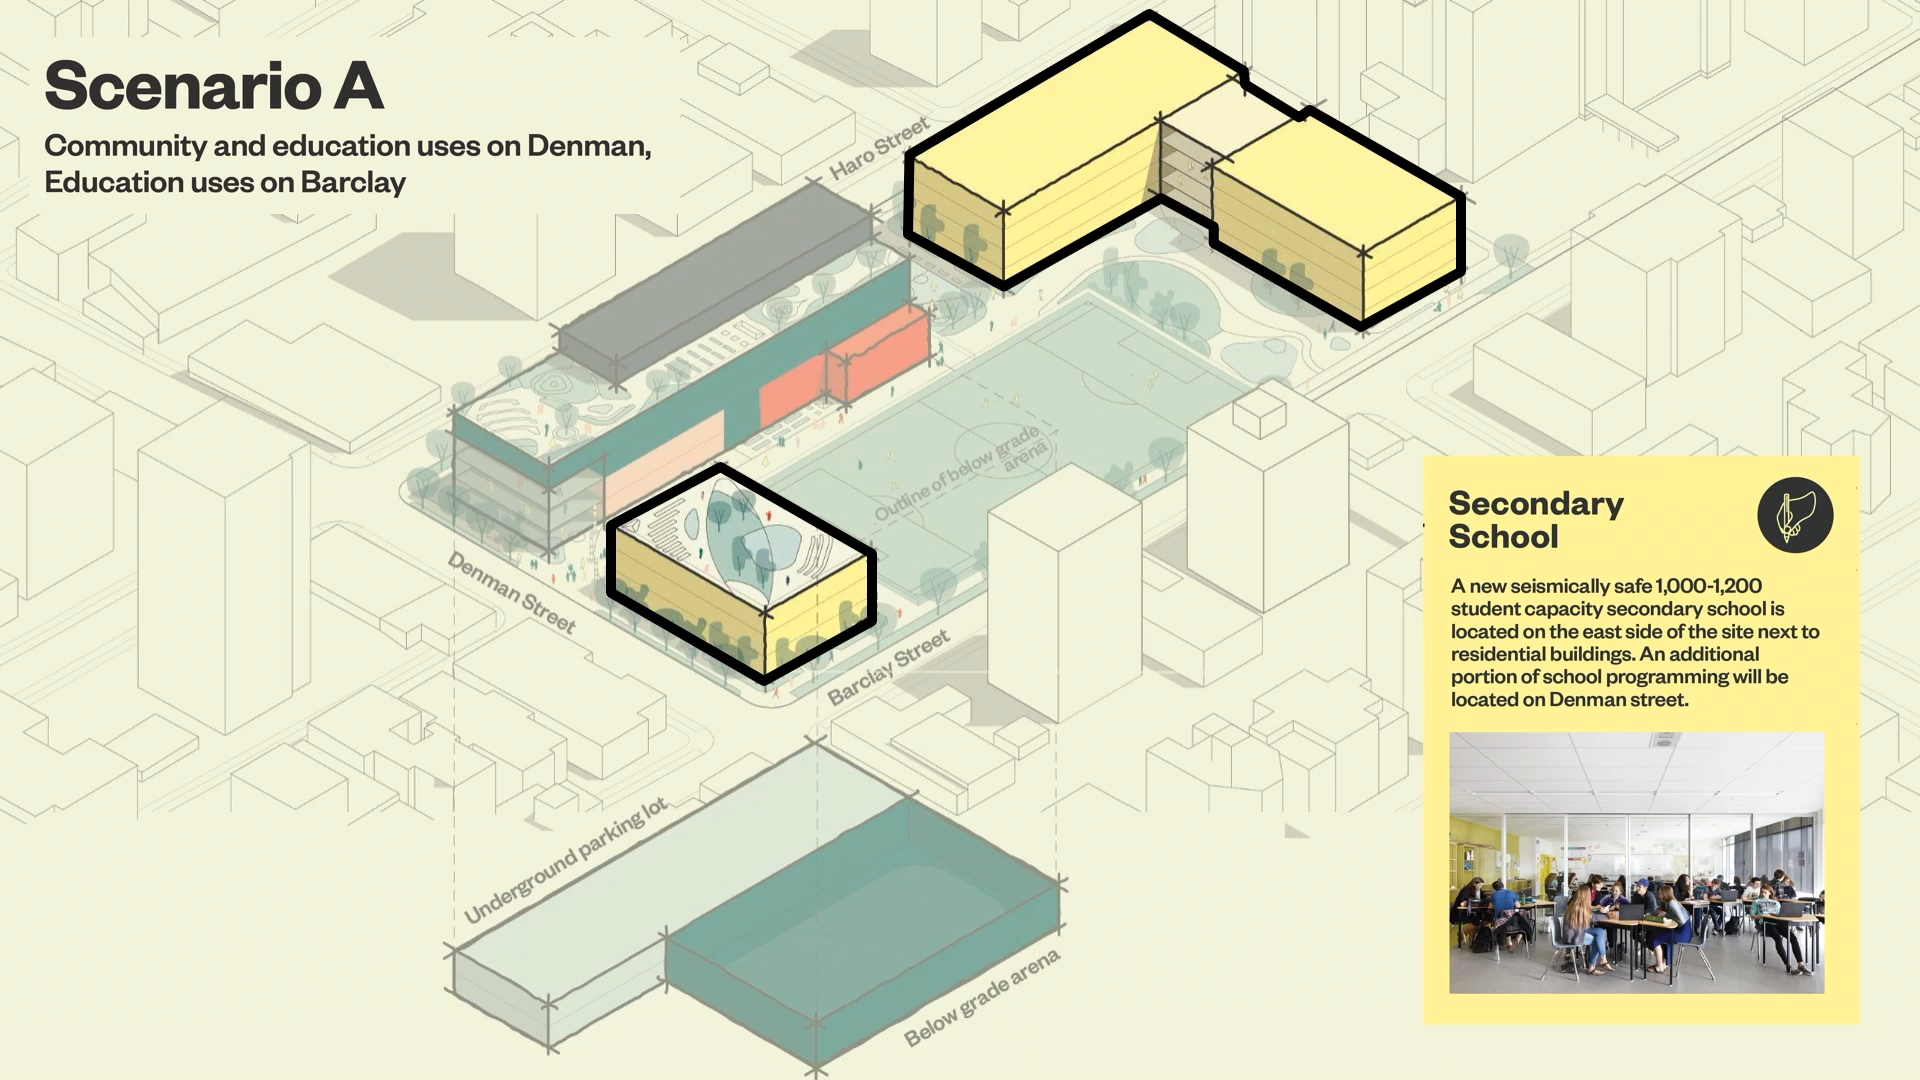 Scenario A
Community and education uses on Denman,
Education uses on Barclay
Haro Street
Outline of below grade
arena
Denman Street
Barclay Street
Underground parking lot
Below grade arena
Secondary
School
A new seismically safe 1,000-1,200
student capacity secondary school is
located on the east side of the site next to
residential buildings. An additional
portion of school programming will be
located on Denman street.